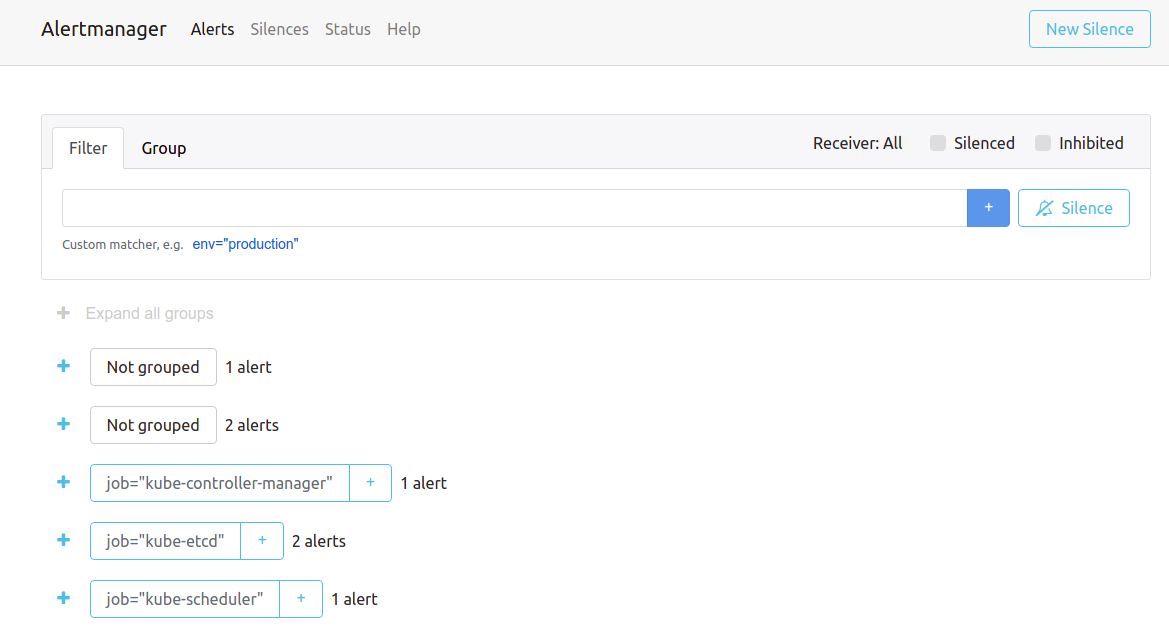 Alertmanager Alerts Silences Status Help New Silence
Filter Group Receiver: All Silenced Inhibited
+ Silence
Custom matcher, e.g. env="production"
+ Expand all groups
+ Not grouped 1 alert
+ Not grouped 2 alerts
+ job="kube-controller-manager" + 1 alert
+ job="kube-etcd" + 2 alerts
+ job="kube-scheduler" + 1 alert